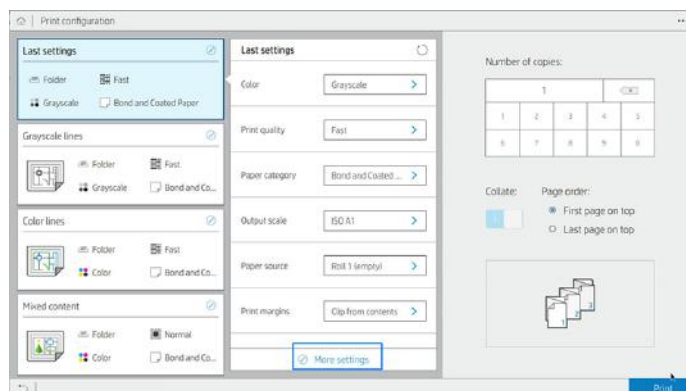 Print configuration
Last settings
Folder
Fast
Grayscale
Bond and Coated Paper
Grayscale lines
Folder
Fast
Grayscale
Bond and Co...
Color lines
Folder
Fast
Color
Bond and Co...
Mixed content
Folder
Normal
Color
Bond and Co...
Last settings
Color
Grayscale
Print quality
Fast
Paper category
Bond and Coated ...
Output scale
ISO A1
Paper source
Roll 1 (empty)
Print margins
Clip from contents
More settings
Number of copies:
1
1 2 3 4 5
6 7 8 9 0
Collate:
Page order:
First page on top
Last page on top
1 2 3
Print